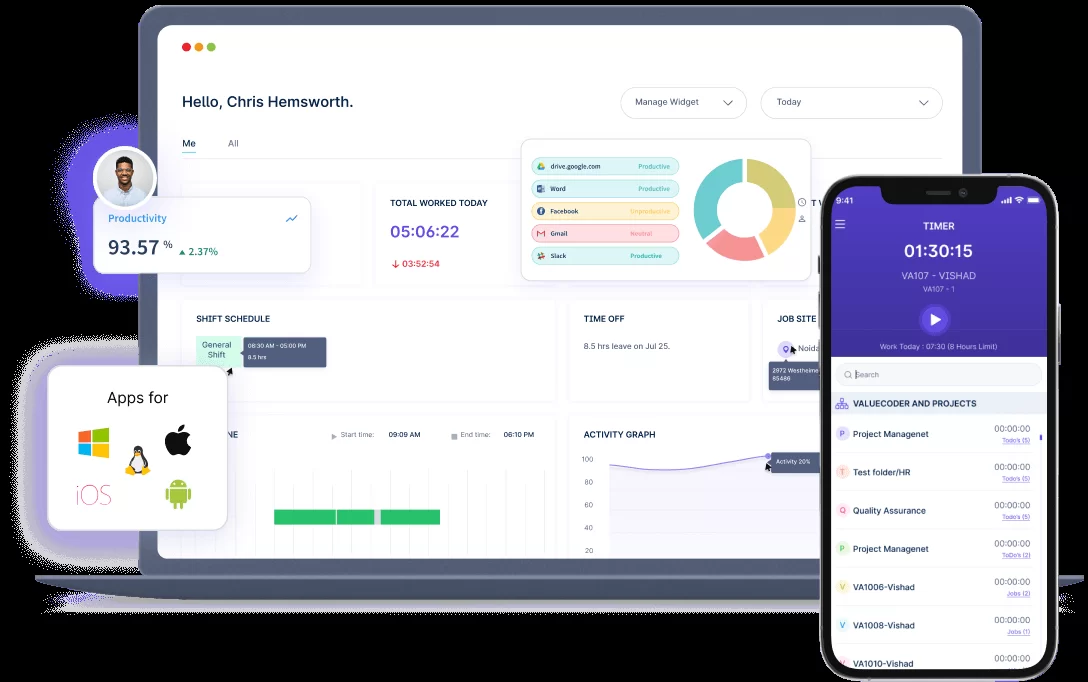 Hello, Chris Hemsworth.
Manage Widget
Today
Me
All
Productivity
93.57 %
2.37%
TOTAL WORKED TODAY
05:06:22
03:52:54
drive.google.com Productive
Word Productive
Facebook Unproductive
Gmail Neutral
Slack Productive
T W
SHIFT SCHEDULE
General
Shift
08:30 AM - 05:00 PM
8.5 hrs
TIME OFF
8.5 hrs leave on Jul 25.
JOB SITE
Noida
2972 Westheime
85486
Apps for
iOS
NE
Start time: 09:09 AM
End time: 06:10 PM
ACTIVITY GRAPH
100
80
60
40
20
Activity 20%
9:41
TIMER
01:30:15
VA107 - VISHAD
VA107 - 1
Work Today : 07:30 (8 Hours Limit)
Search
VALUECODER AND PROJECTS
P Project Managenet 00:00:00
Todo's (5)
T Test folder/HR 00:00:00
Todo's (5)
Q Quality Assurance 00:00:00
Todo's (5)
P Project Managenet 00:00:00
ToDo's (2)
V VA1006-Vishad 00:00:00
Jobs (2)
V VA1008-Vishad 00:00:00
Jobs (1)
V VA1010-Vishad 00:00:00